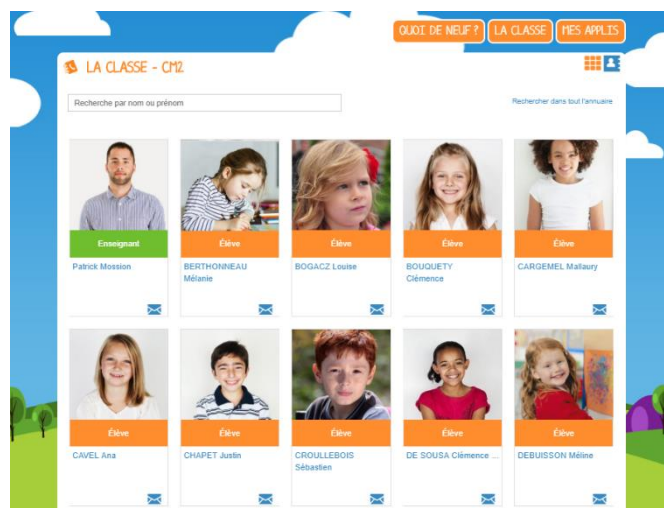 QUOI DE NEUF ?
LA CLASSE
MES APPLIS
LA CLASSE - CM2
Recherche par nom ou prénom
Rechercher dans tout l'annuaire
Enseignant
Élève
Élève
Élève
Élève
Patrick Mossion
BERTHONNEAU
Mélanie
BOGACZ Louise
BOUQUETY
Clémence
CARGEMEL Mallaury
Élève
Élève
Élève
Élève
Élève
CAVEL Ana
CHAPET Justin
CROULLEBOIS
Sébastien
DE SOUSA Clémence ...
DEBUISSON Méline